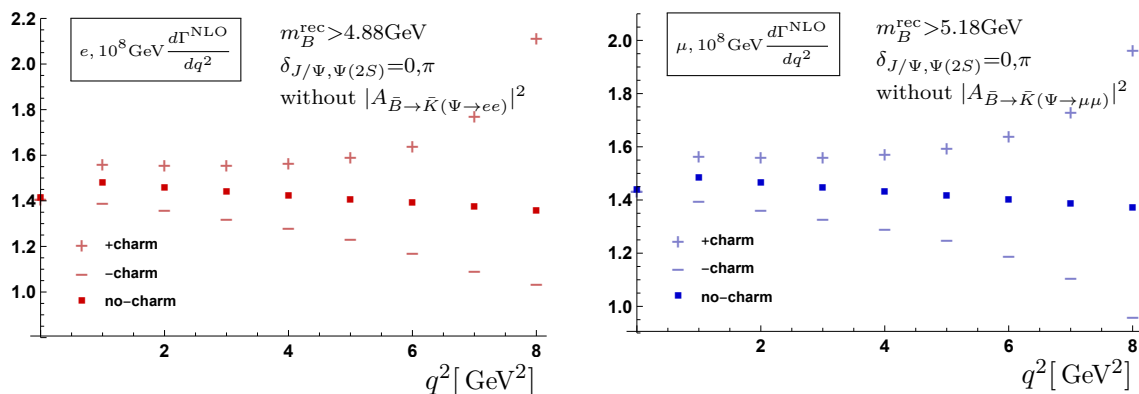 e, 10^8 GeV dΓ^NLO/dq^2
m_B^rec>4.88GeV
δ_J/Ψ,Ψ(2S)=0,π
without |A_B̄→K̄(Ψ→ee)|^2
2.2
2.0
1.8
1.6
1.4
1.2
1.0
+charm
−charm
no−charm
2 4 6 8
q^2[ GeV^2]
μ, 10^8 GeV dΓ^NLO/dq^2
m_B^rec>5.18GeV
δ_J/Ψ,Ψ(2S)=0,π
without |A_B̄→K̄(Ψ→μμ)|^2
2.0
1.8
1.6
1.4
1.2
1.0
+charm
−charm
no−charm
2 4 6 8
q^2[ GeV^2]